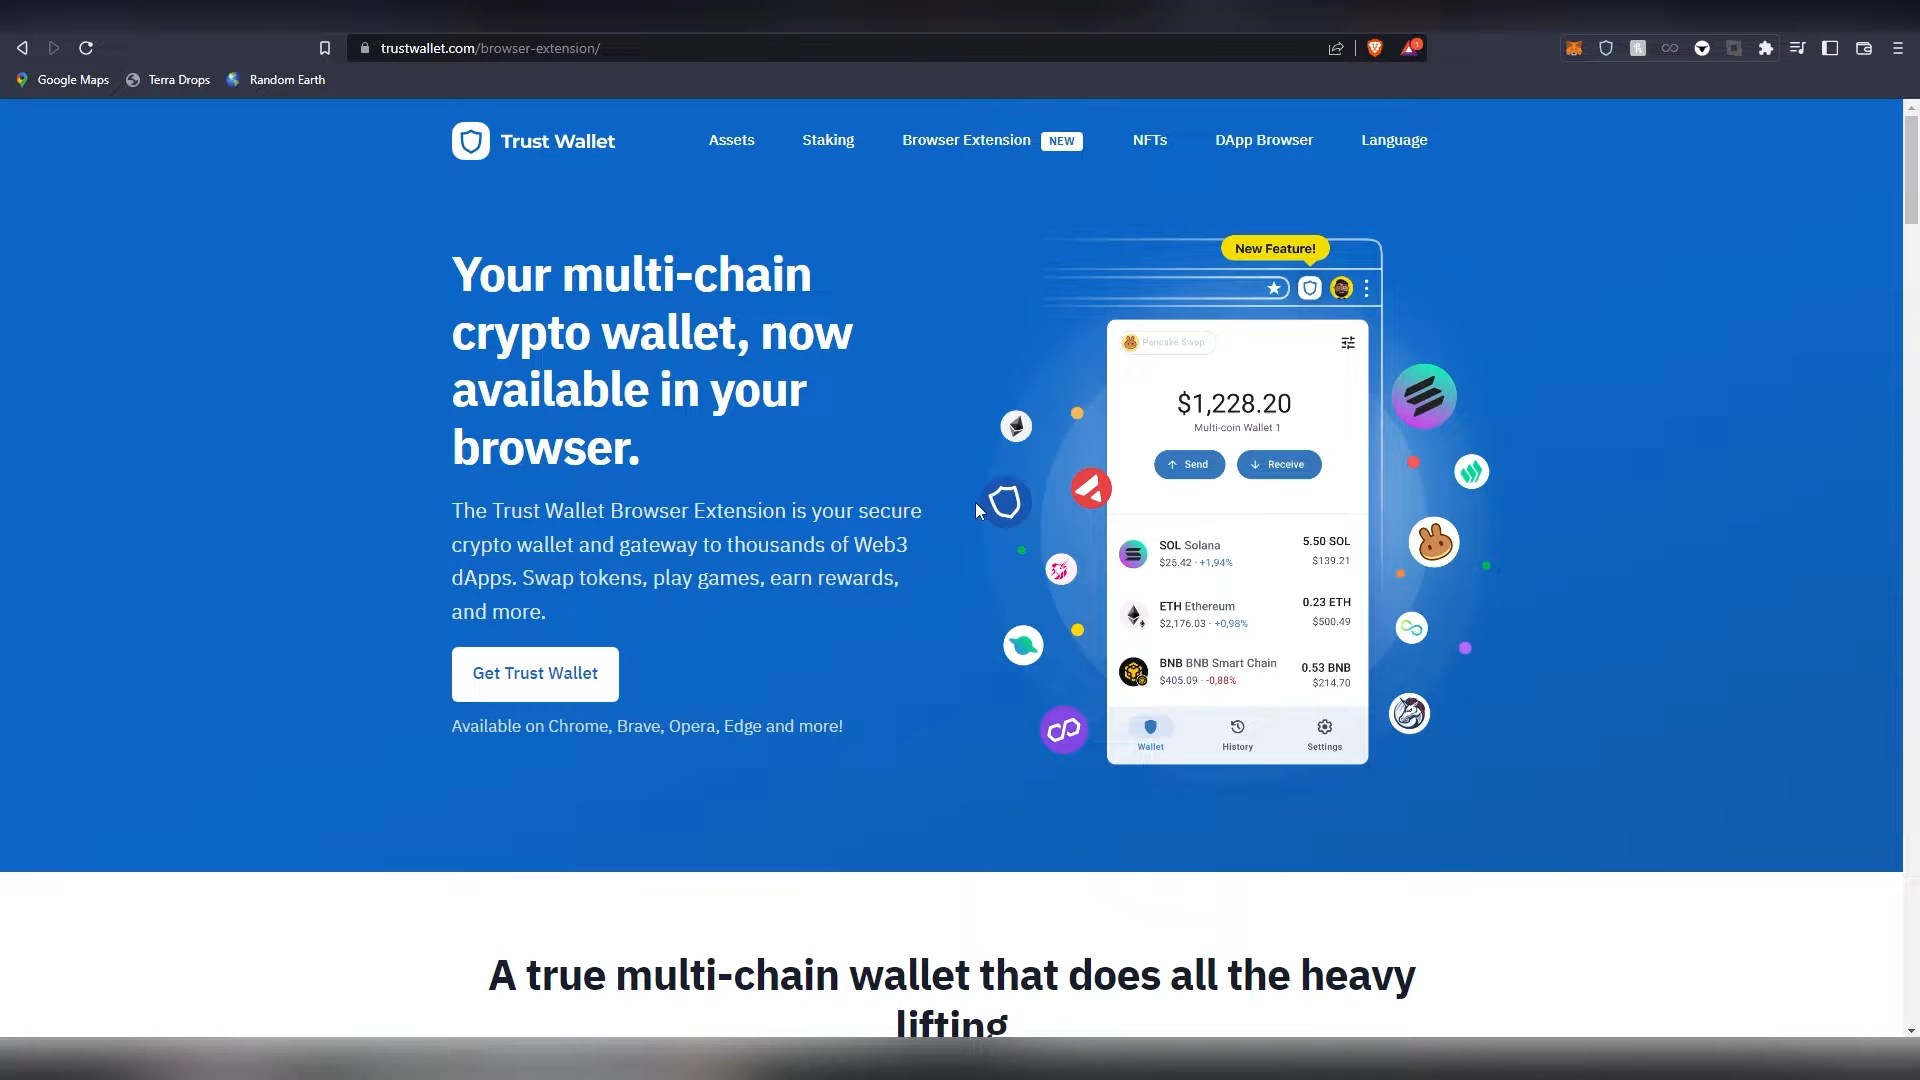 trustwallet.com/browser-extension/
1
Google Maps
Terra Drops
Random Earth
Trust Wallet
Assets
Staking
Browser Extension NEW
NFTs
DApp Browser
Language
Your multi-chain
crypto wallet, now
available in your
browser.
The Trust Wallet Browser Extension is your secure
crypto wallet and gateway to thousands of Web3
dApps. Swap tokens, play games, earn rewards,
and more.
Get Trust Wallet
Available on Chrome, Brave, Opera, Edge and more!
New Feature!
Pancake Swap
$1,228.20
Multi-coin Wallet 1
Send
Receive
SOL Solana
5.50 SOL
$25.42 · +1,94%
$139.21
ETH Ethereum
0.23 ETH
$2,176.03 · +0,98%
$500.49
BNB BNB Smart Chain
0.53 BNB
$405.09 · -0,88%
$214.70
Wallet
History
Settings
A true multi-chain wallet that does all the heavy
lifting